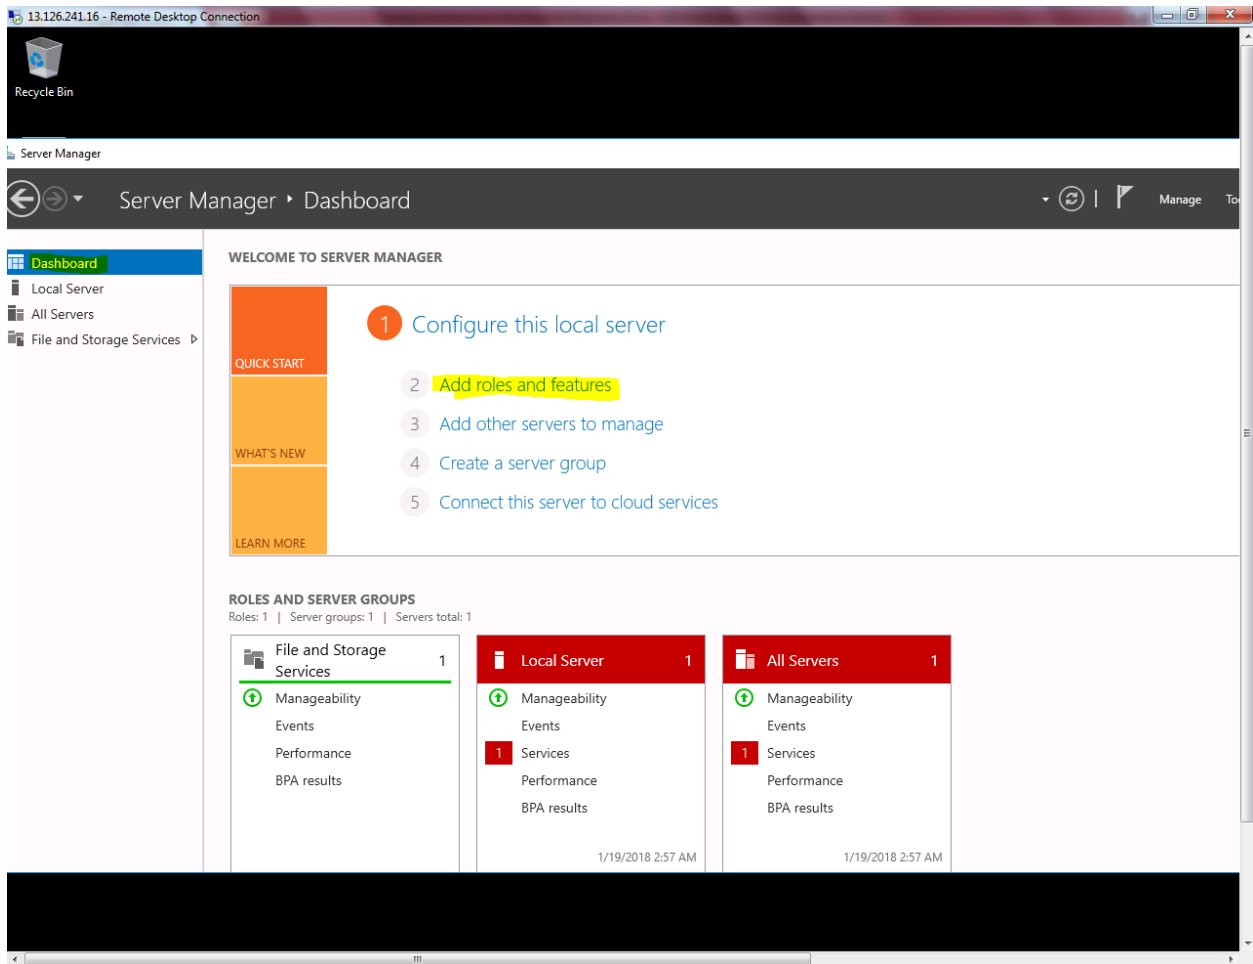 13.126.241.16 - Remote Desktop Connection
Recycle Bin
Server Manager
Server Manager Dashboard
Manage
Dashboard
Local Server
All Servers
File and Storage Services
WELCOME TO SERVER MANAGER
QUICK START
WHAT'S NEW
LEARN MORE
1 Configure this local server
2 Add roles and features
3 Add other servers to manage
4 Create a server group
5 Connect this server to cloud services
ROLES AND SERVER GROUPS
Roles: 1 | Server groups: 1 | Servers total: 1
File and Storage
Services 1
Manageability
Events
Performance
BPA results
Local Server 1
Manageability
Events
1 Services
Performance
BPA results
1/19/2018 2:57 AM
All Servers 1
Manageability
Events
1 Services
Performance
BPA results
1/19/2018 2:57 AM